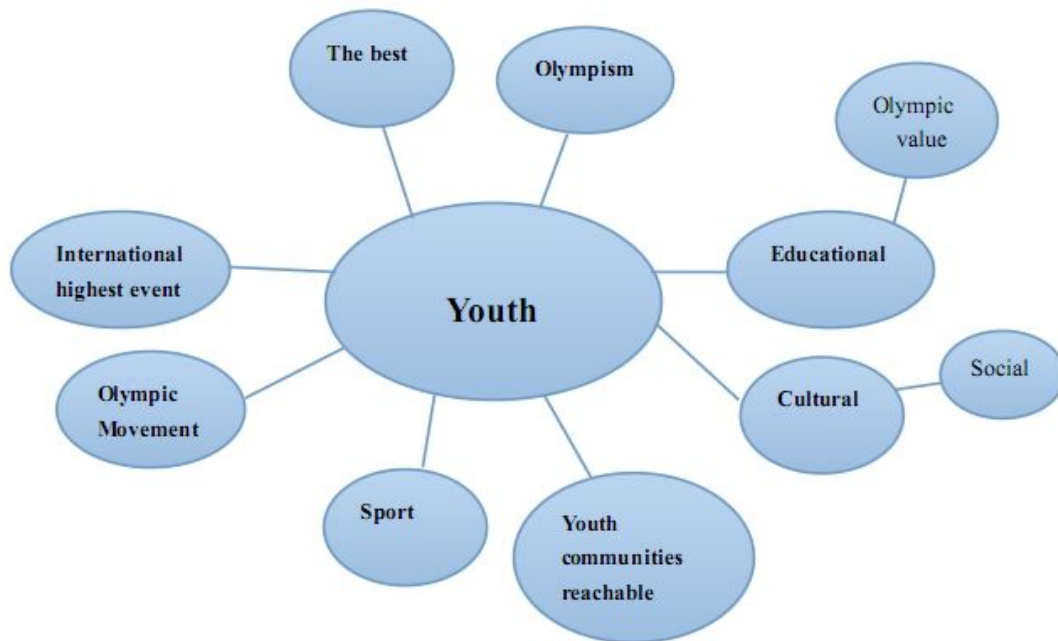 The best
Olympism
Olympic
value
International
highest event
Educational
Youth
Olympic
Movement
Cultural
Social
Sport
Youth
communities
reachable